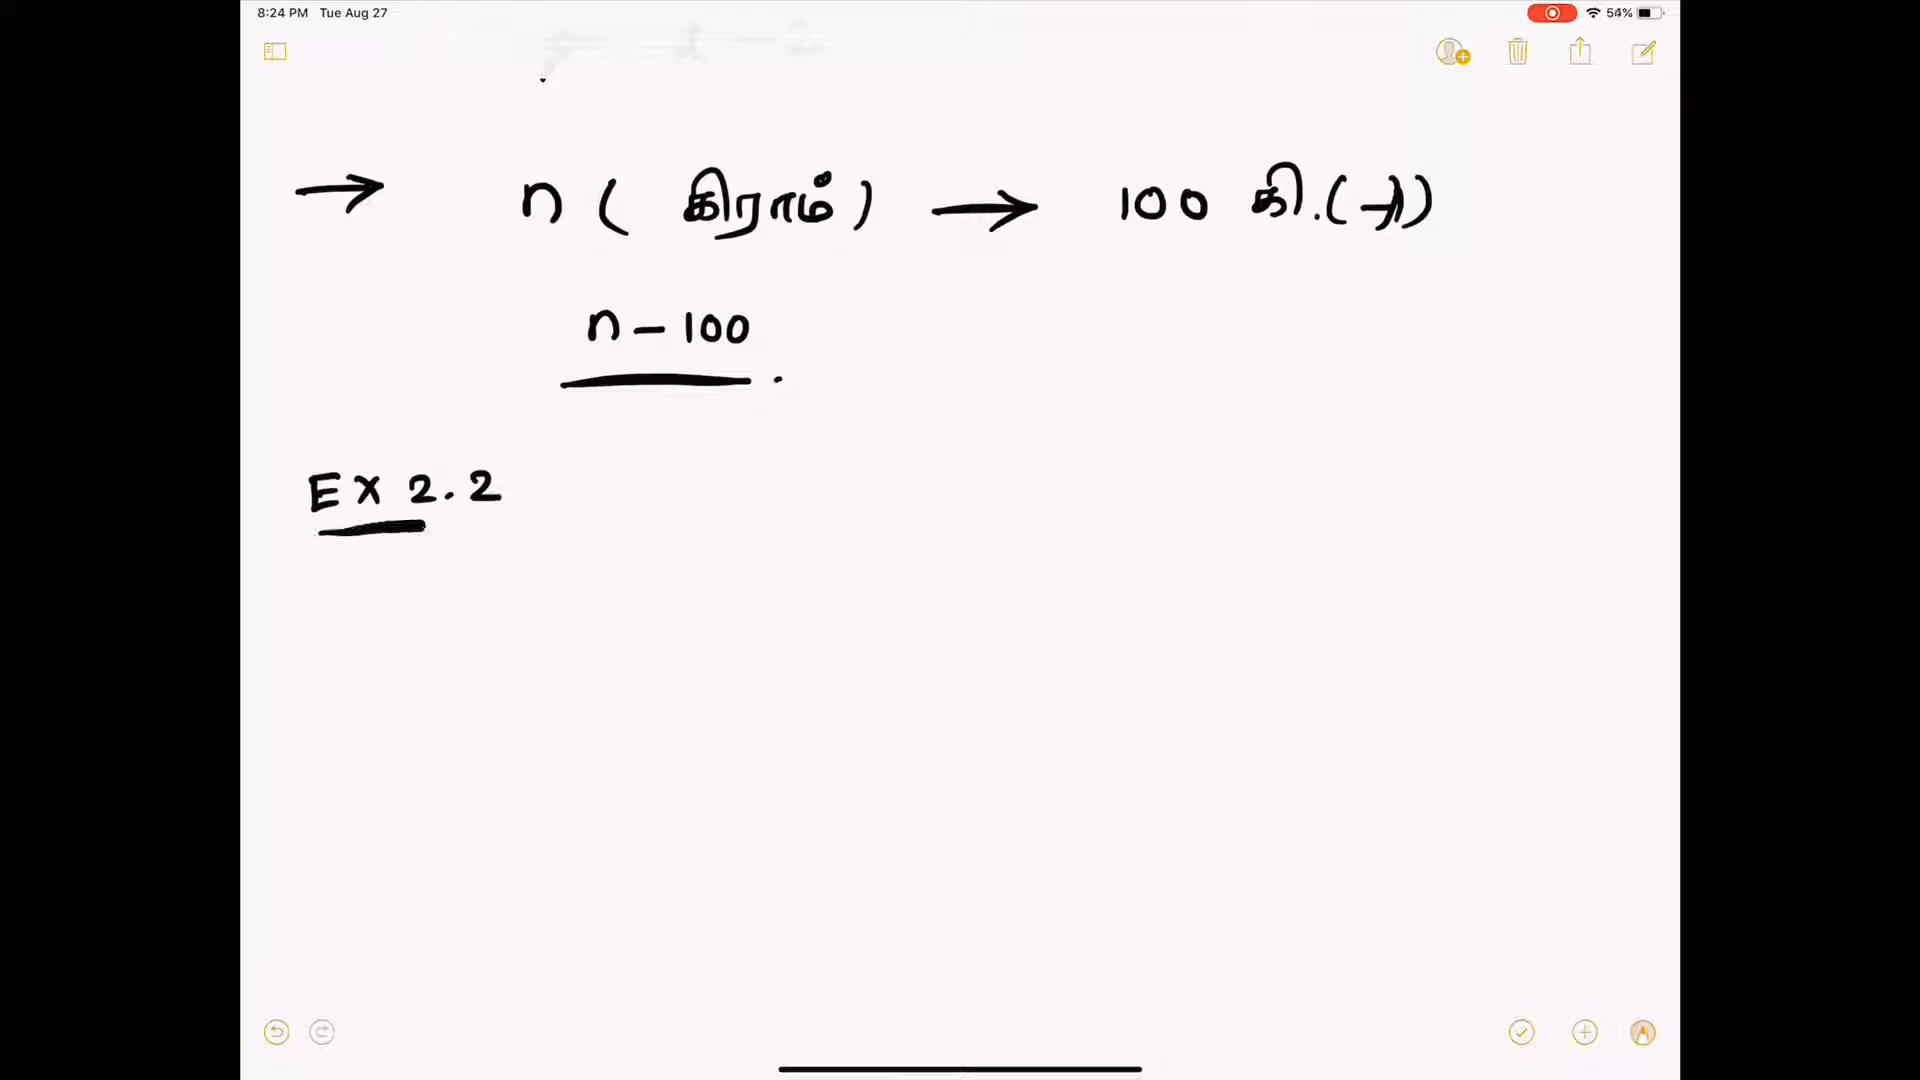 8:24 PM Tue Aug 27 54%
→ n ( கிராம் ) → 100 கி. (-)
n - 100 .
Ex 2.2